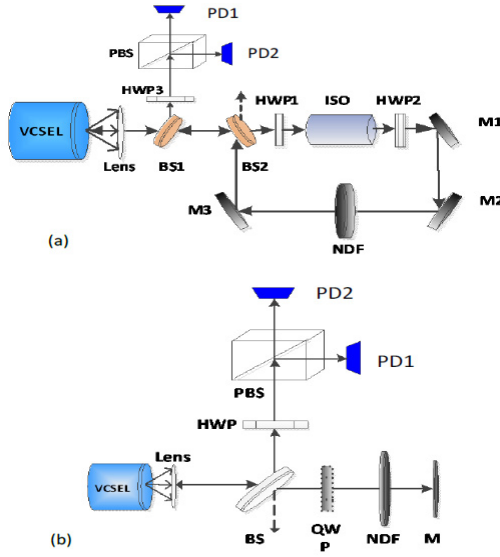 PD1
PBS
PD2
HWP3
HWP1
ISO
HWP2
VCSEL
M1
Lens
BS1
BS2
M3
M2
(a)
NDF
PD2
PD1
PBS
HWP
Lens
VCSEL
(b)
BS
QW
P
NDF
M